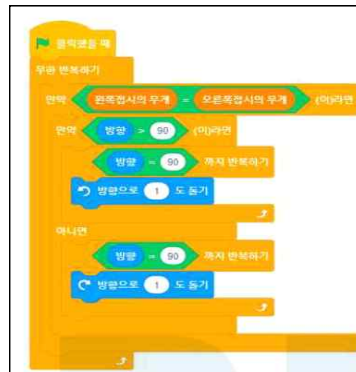 클릭했을 때
무한 반복하기
만약 왼쪽접시의 무게 = 오른쪽접시의 무게 (이)라면
만약 방향 > 90 (이)라면
방향 = 90 까지 반복하기
방향으로 1 도 돌기
아니면
방향 = 90 까지 반복하기
방향으로 1 도 돌기